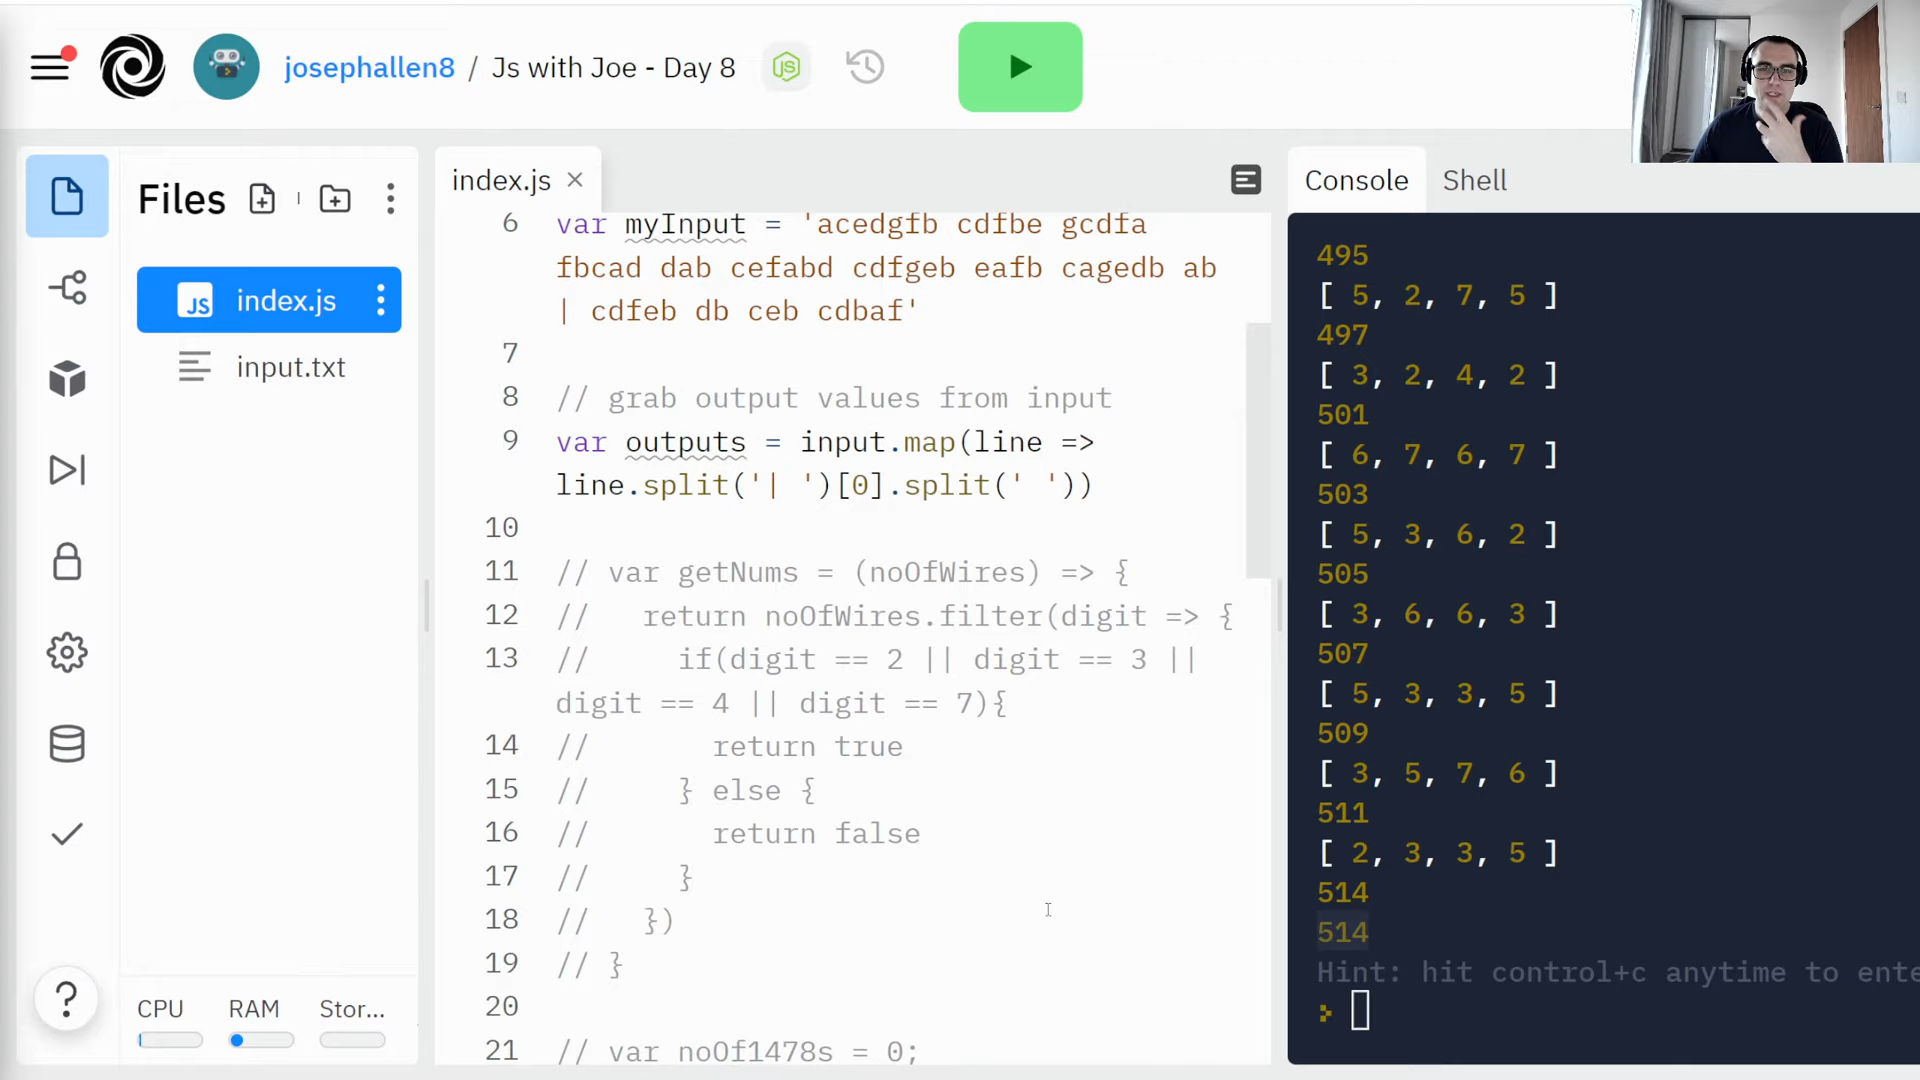 josephallen8 / Js with Joe - Day 8
JS
Files
JS index.js
input.txt
CPU RAM Stor...
?
index.js ×
6 var myInput = 'acedgfb cdfbe gcdfa
fbcad dab cefabd cdfgeb eafb cagedb ab
| cdfeb db ceb cdbaf'
7
8 // grab output values from input
9 var outputs = input.map(line =>
line.split('| ')[0].split(' '))
10
11 // var getNums = (noOfWires) => {
12 //   return noOfWires.filter(digit => {
13 //     if(digit == 2 || digit == 3 ||
digit == 4 || digit == 7){
14 //       return true
15 //     } else {
16 //       return false
17 //     }
18 //   })
19 // }
20
21 // var noOf1478s = 0;
Console Shell
495
[ 5, 2, 7, 5 ]
497
[ 3, 2, 4, 2 ]
501
[ 6, 7, 6, 7 ]
503
[ 5, 3, 6, 2 ]
505
[ 3, 6, 6, 3 ]
507
[ 5, 3, 3, 5 ]
509
[ 3, 5, 7, 6 ]
511
[ 2, 3, 3, 5 ]
514
514
Hint: hit control+c anytime to ente